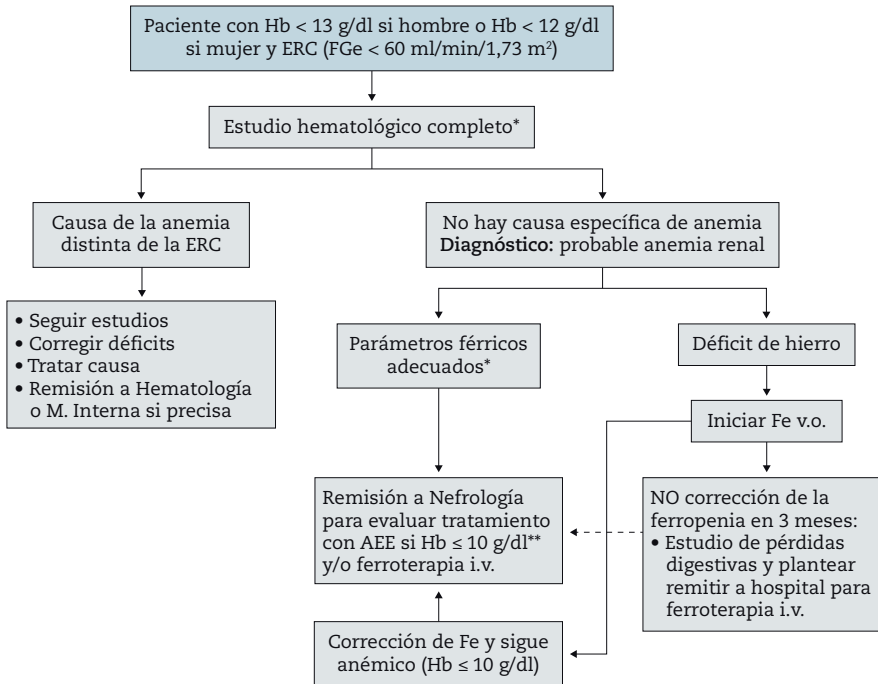 Paciente con Hb < 13 g/dl si hombre o Hb < 12 g/dl
si mujer y ERC (FGe < 60 ml/min/1,73 m²)
Estudio hematológico completo*
Causa de la anemia
distinta de la ERC
No hay causa específica de anemia
Diagnóstico: probable anemia renal
• Seguir estudios
• Corregir déficits
• Tratar causa
• Remisión a Hematología
o M. Interna si precisa
Parámetros férricos
adecuados*
Déficit de hierro
Iniciar Fe v.o.
Remisión a Nefrología
para evaluar tratamiento
con AEE si Hb ≤ 10 g/dl**
y/o ferroterapia i.v.
NO corrección de la
ferropenia en 3 meses:
• Estudio de pérdidas
digestivas y plantear
remitir a hospital para
ferroterapia i.v.
Corrección de Fe y sigue
anémico (Hb ≤ 10 g/dl)